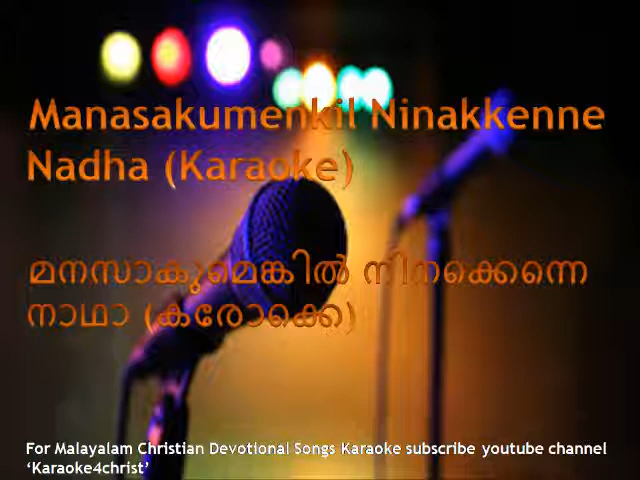 Manasakumenkil Ninakkenne
Nadha (Karaoke)
മനസാകുമെങ്കിൽ നിനക്കെന്നെ
നാഥാ (കരോക്കെ)
For Malayalam Christian Devotional Songs Karaoke subscribe youtube channel
‘Karaoke4christ’